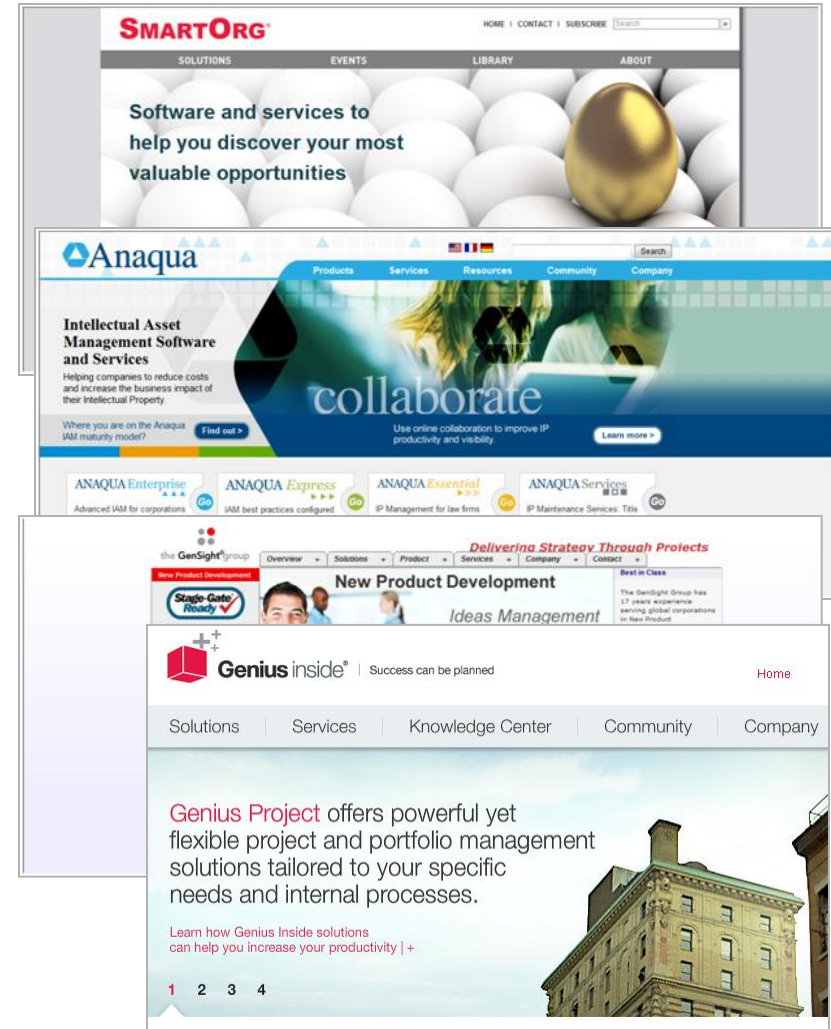 SMARTORG®
HOME | CONTACT | SUBSCRIBE Search
SOLUTIONS EVENTS LIBRARY ABOUT
Software and services to
help you discover your most
valuable opportunities
Anaqua
Search
Products Services Resources Community Company
Intellectual Asset
Management Software
and Services
Helping companies to reduce costs
and increase the business impact of
their Intellectual Property.
collaborate
Where you are on the Anaqua
IAM maturity model?
Find out >
Use online collaboration to improve IP
productivity and visibility.
Learn more >
ANAQUA Enterprise
Go
Advanced IAM for corporations
ANAQUA Express
Go
IAM best practices configured
ANAQUA Essential
Go
IP Management for law firms
ANAQUA Services
Go
IP Maintenance Services: Title
the GenSight®group
Delivering Strategy Through Projects
Overview + Solutions + Product + Services + Company + Contact +
New Product Development
Stage-Gate®
Ready
New Product Development
Ideas Management
Best in Class
The GenSight Group has
17 years experience
serving global corporations
in New Product
Genius inside® | Success can be planned
Home
Solutions Services Knowledge Center Community Company
Genius Project offers powerful yet
flexible project and portfolio management
solutions tailored to your specific
needs and internal processes.
Learn how Genius Inside solutions
can help you increase your productivity | +
1 2 3 4